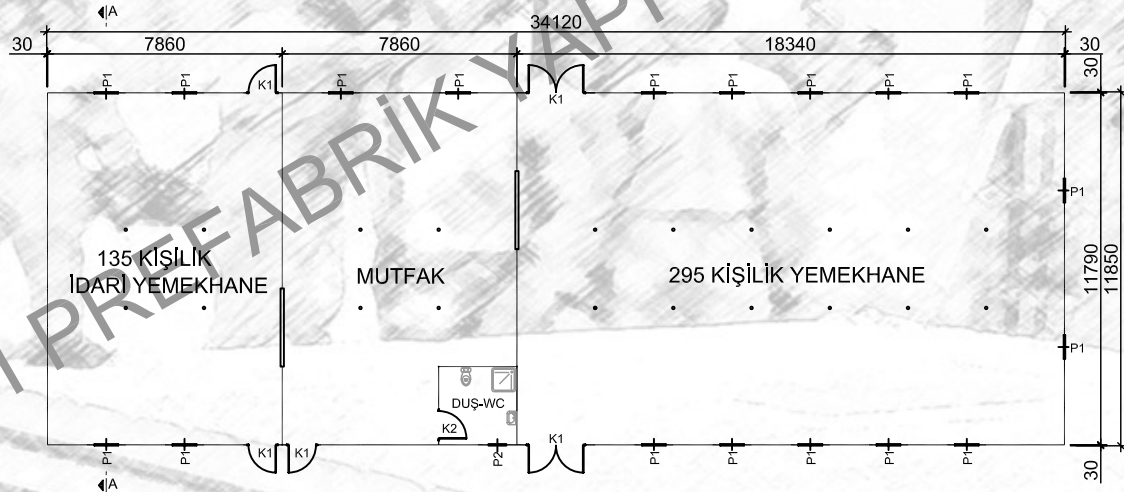 A
34120
30 7860 7860 18340 30
30
P1 P1 K1 P1 P1 K1 P1 P1 P1 P1 P1
P1
135 KİŞİLİK
İDARİ YEMEKHANE
MUTFAK
295 KİŞİLİK YEMEKHANE
11790
11850
P1
DUŞ-WC
K2
P1 P1 K1 K1 P2 K1 P1 P1 P1 P1 P1
30
A
PREFABRİK YAPI